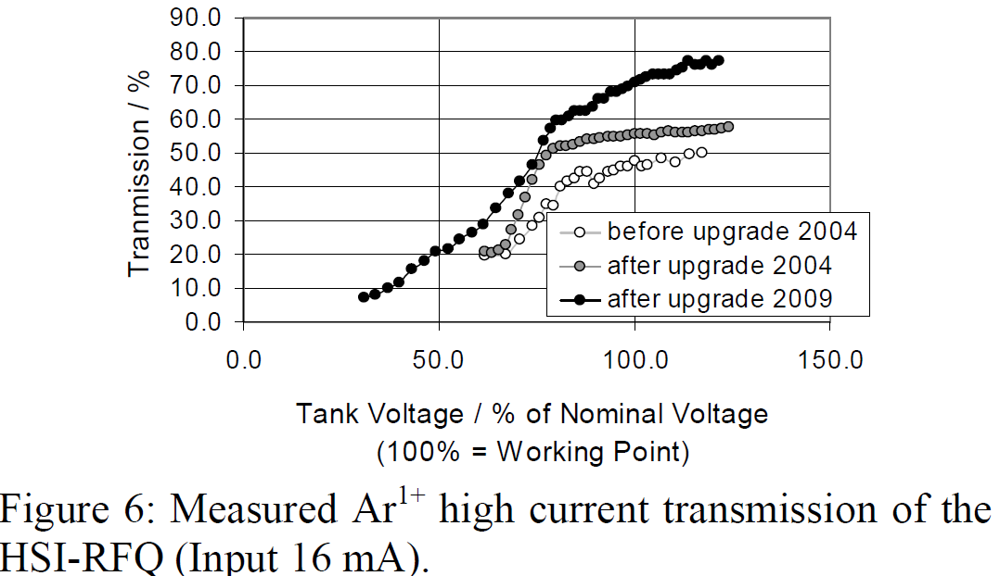 90.0
80.0
70.0
60.0
50.0
40.0
30.0
20.0
10.0
0.0
Tranmission / %
before upgrade 2004
after upgrade 2004
after upgrade 2009
0.0 50.0 100.0 150.0
Tank Voltage / % of Nominal Voltage
(100% = Working Point)
Figure 6: Measured Ar¹⁺ high current transmission of the
HSI-RFQ (Input 16 mA).